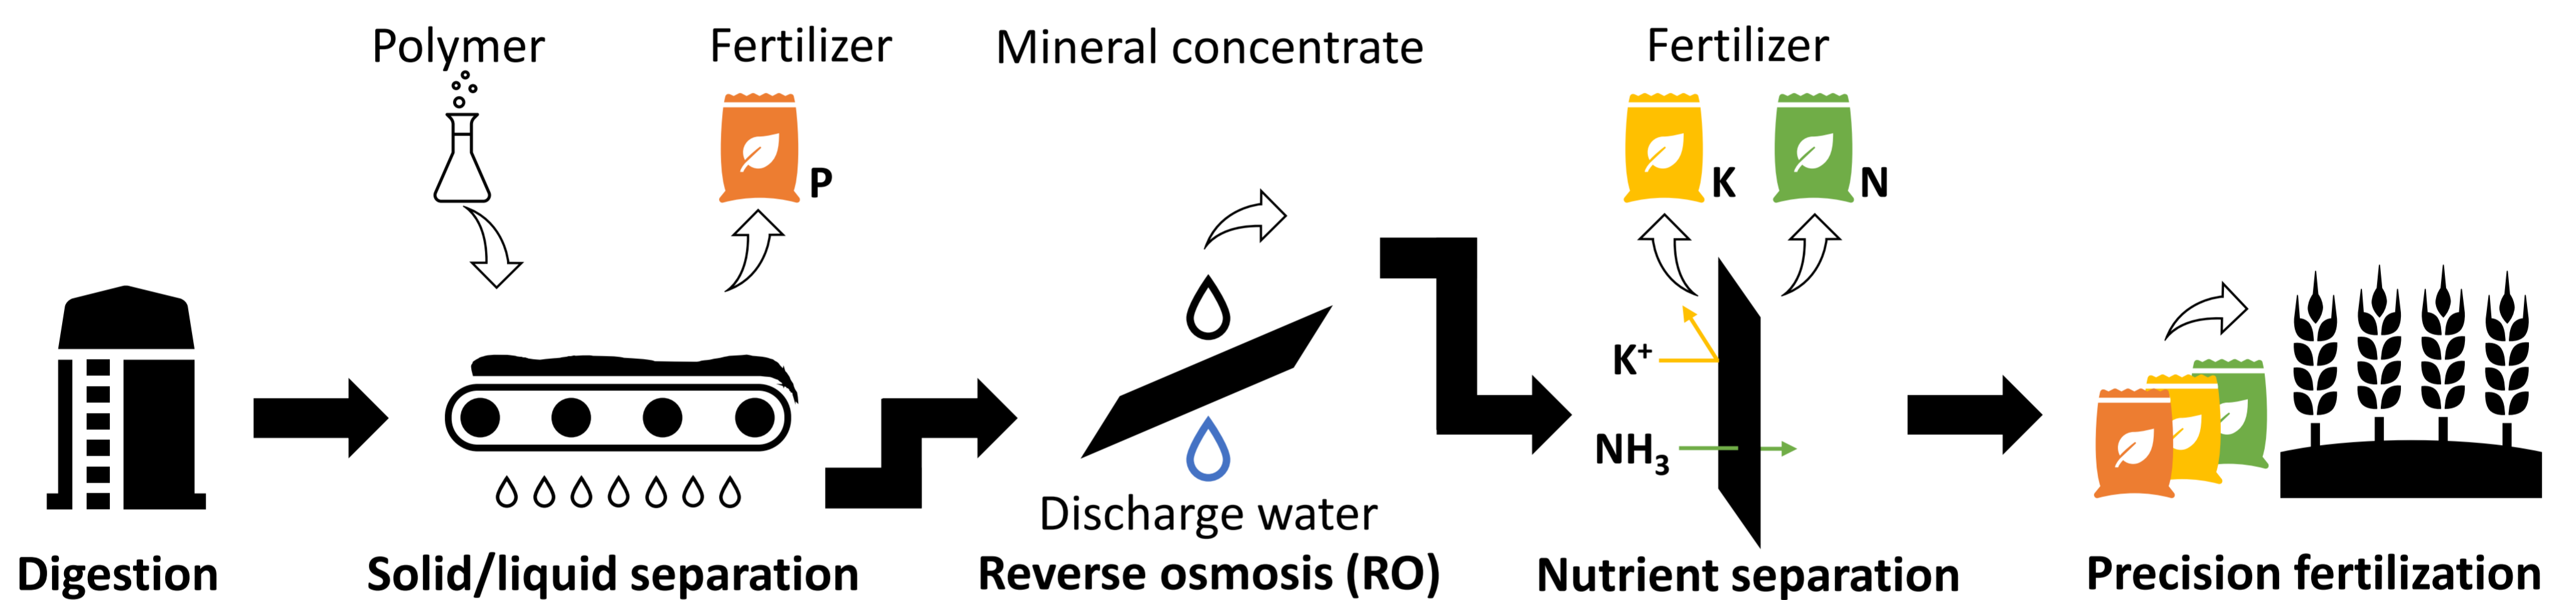 Polymer
Fertilizer
P
Mineral concentrate
Fertilizer
K
N
K⁺
NH₃
Discharge water
Digestion
Solid/liquid separation
Reverse osmosis (RO)
Nutrient separation
Precision fertilization